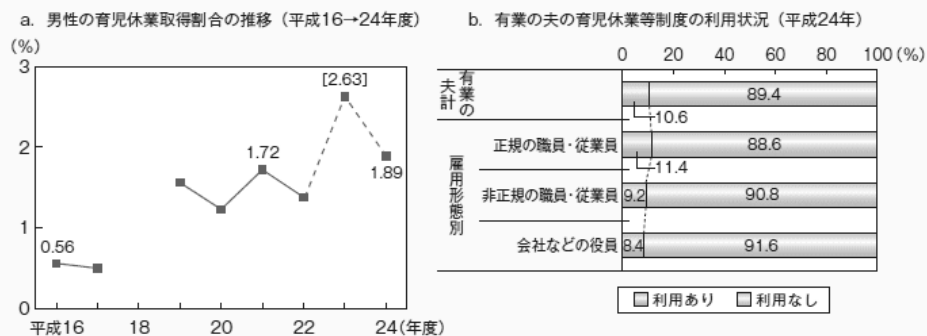 a. 男性の育児休業取得割合の推移（平成16→24年度）
(%)
3
2
1
0
0.56
1.72
[2.63]
1.89
平成16
18
20
22
24(年度)
b. 有業の夫の育児休業等制度の利用状況（平成24年）
0 20 40 60 80 100 (%)
有業の夫計
89.4
10.6
雇用形態別
正規の職員・従業員
88.6
11.4
非正規の職員・従業員
9.2
90.8
会社などの役員
8.4
91.6
利用あり 利用なし